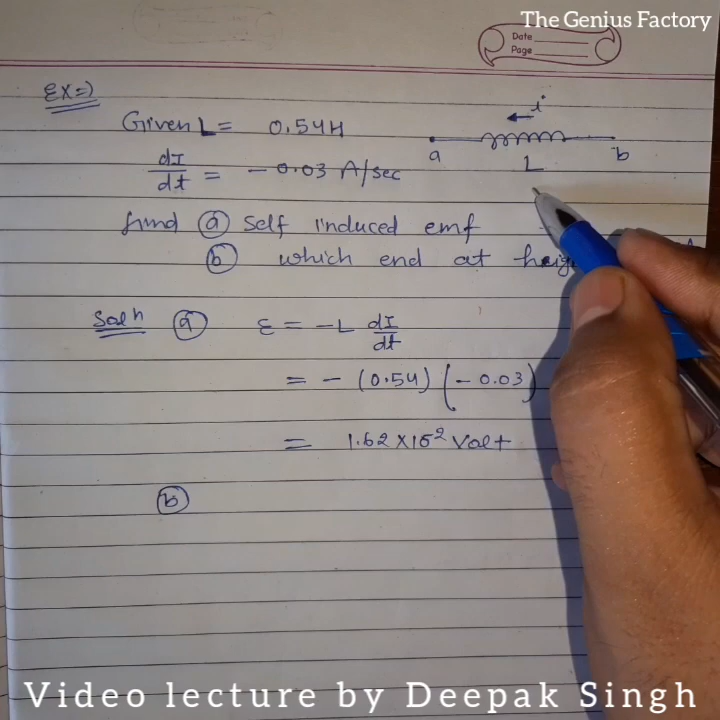 The Genius Factory
Date
Page
Ex=)
Given L = 0.54H
dI/dt = -0.03 A/sec
i
a L b
find (a) self induced emf
(b) which end at
Solⁿ (a) ε = -L dI/dt
= - (0.54) (-0.03)
= 1.62 × 10⁻² Volt
(b)
Video lecture by Deepak Singh